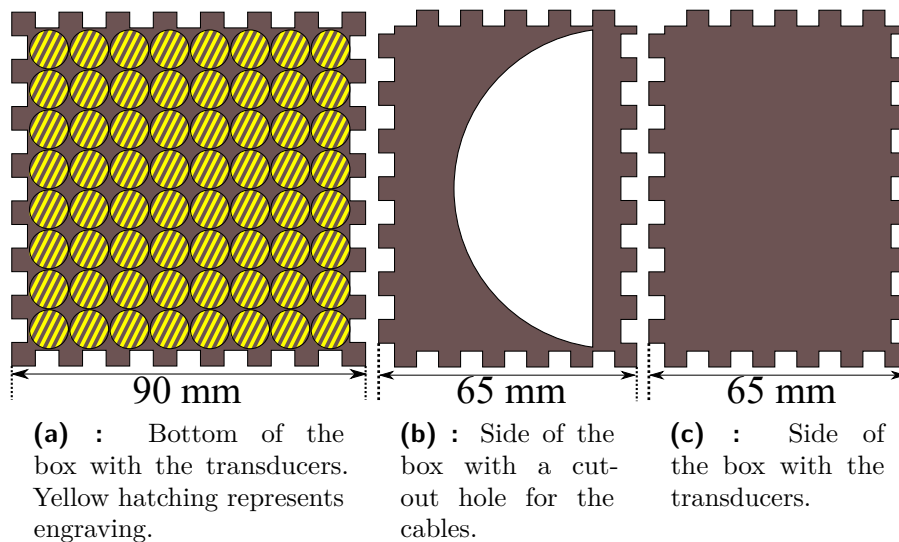 90 mm
65 mm
65 mm
(a) : Bottom of the
box with the transducers.
Yellow hatching represents
engraving.
(b) : Side of the
box with a cut-
out hole for the
cables.
(c) : Side of
the box with the
transducers.